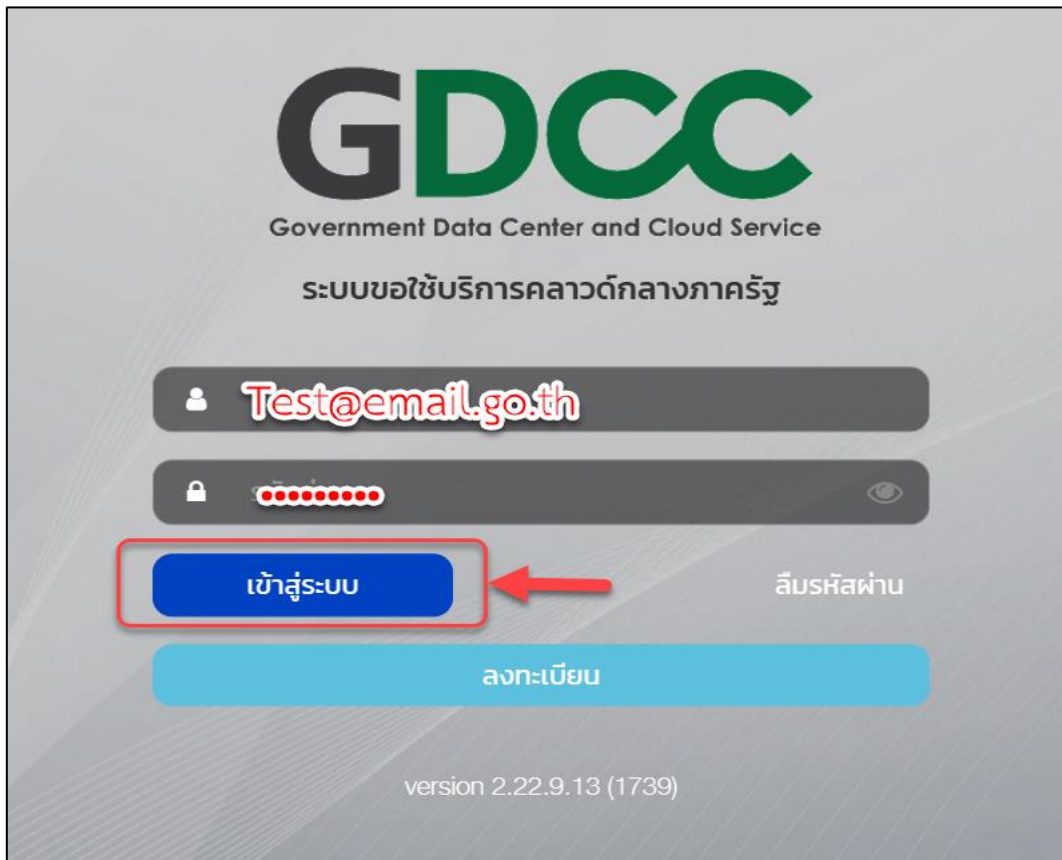 GDCC
Government Data Center and Cloud Service
ระบบขอใช้บริการคลาวด์กลางภาครัฐ
Test@email.go.th
เข้าสู่ระบบ
ลืมรหัสผ่าน
ลงทะเบียน
version 2.22.9.13 (1739)